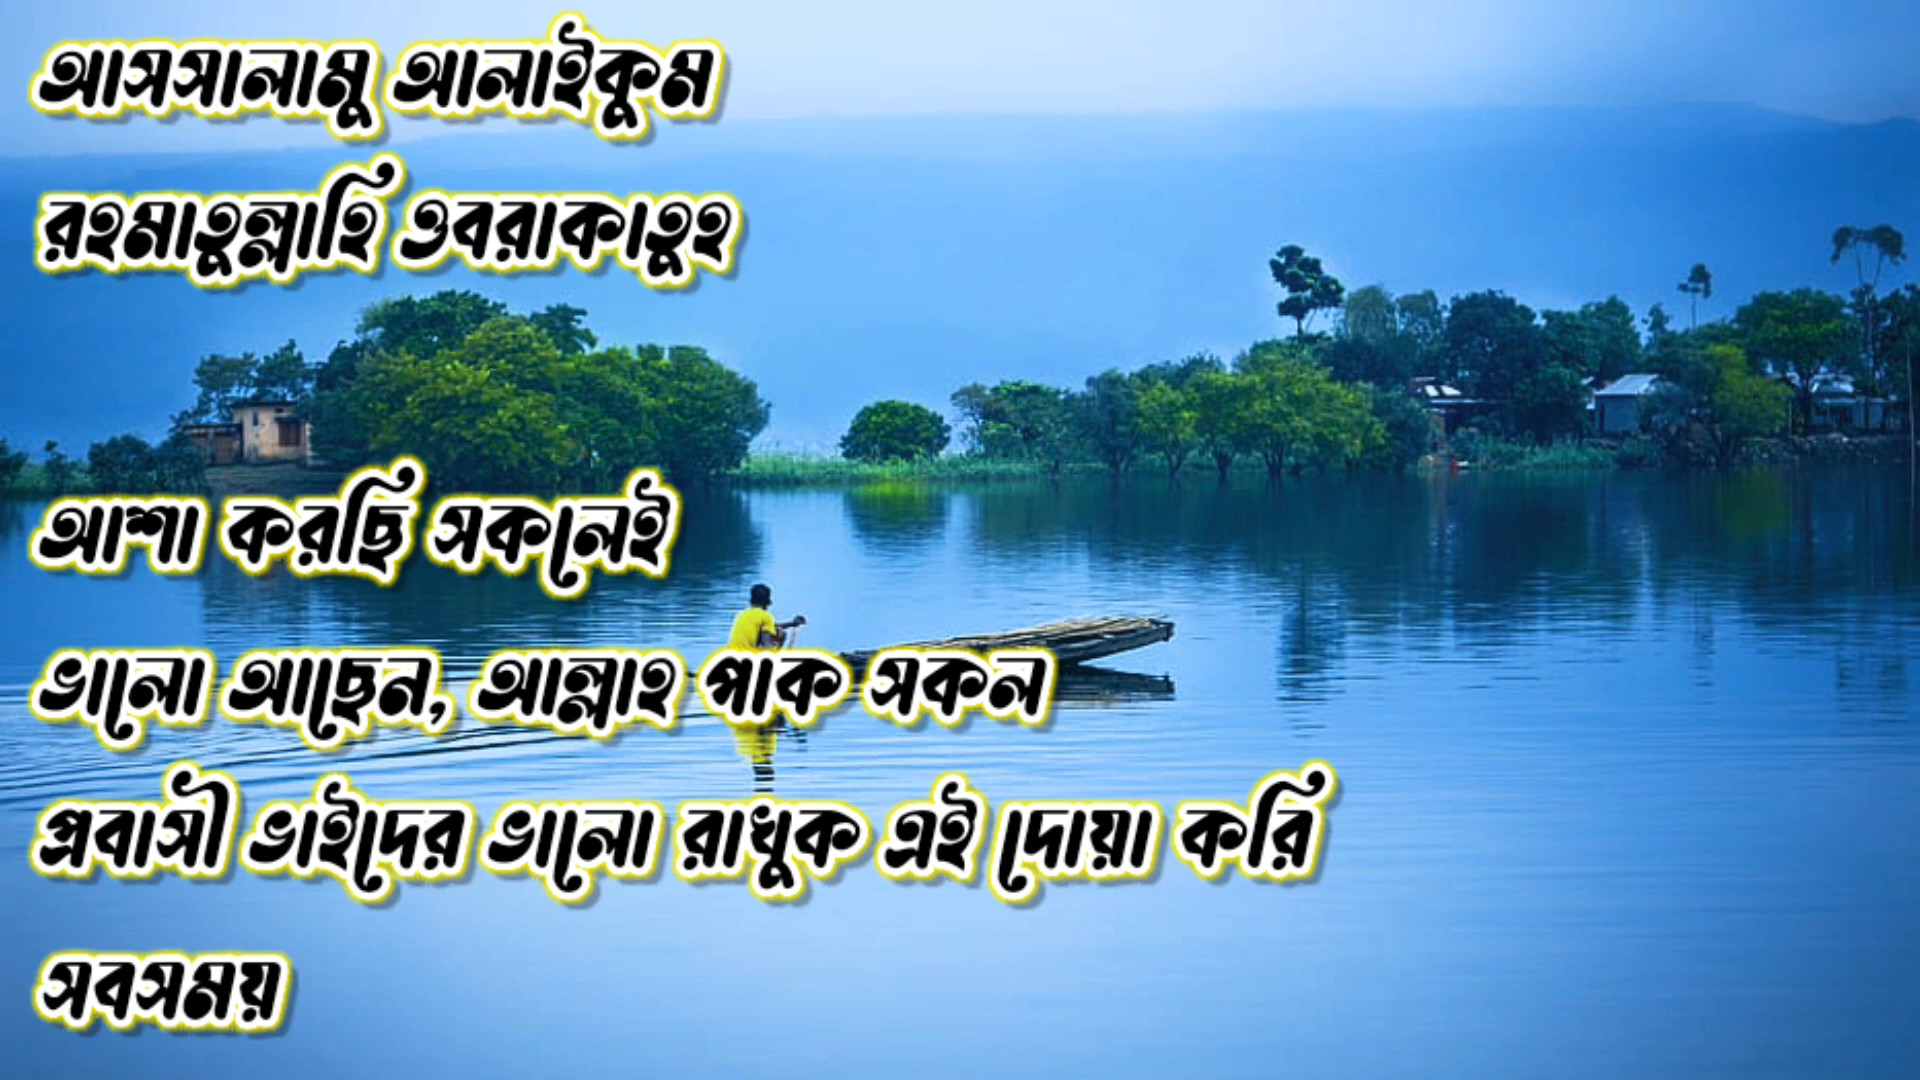 আসসালামু আলাইকুম
রহমাতুল্লাহি ওবরাকাতুহ
আশা করছি সকলেই
ভালো আছেন, আল্লাহ পাক সকল
প্রবাসী ভাইদের ভালো রাখুক এই দোয়া করি
সবসময়